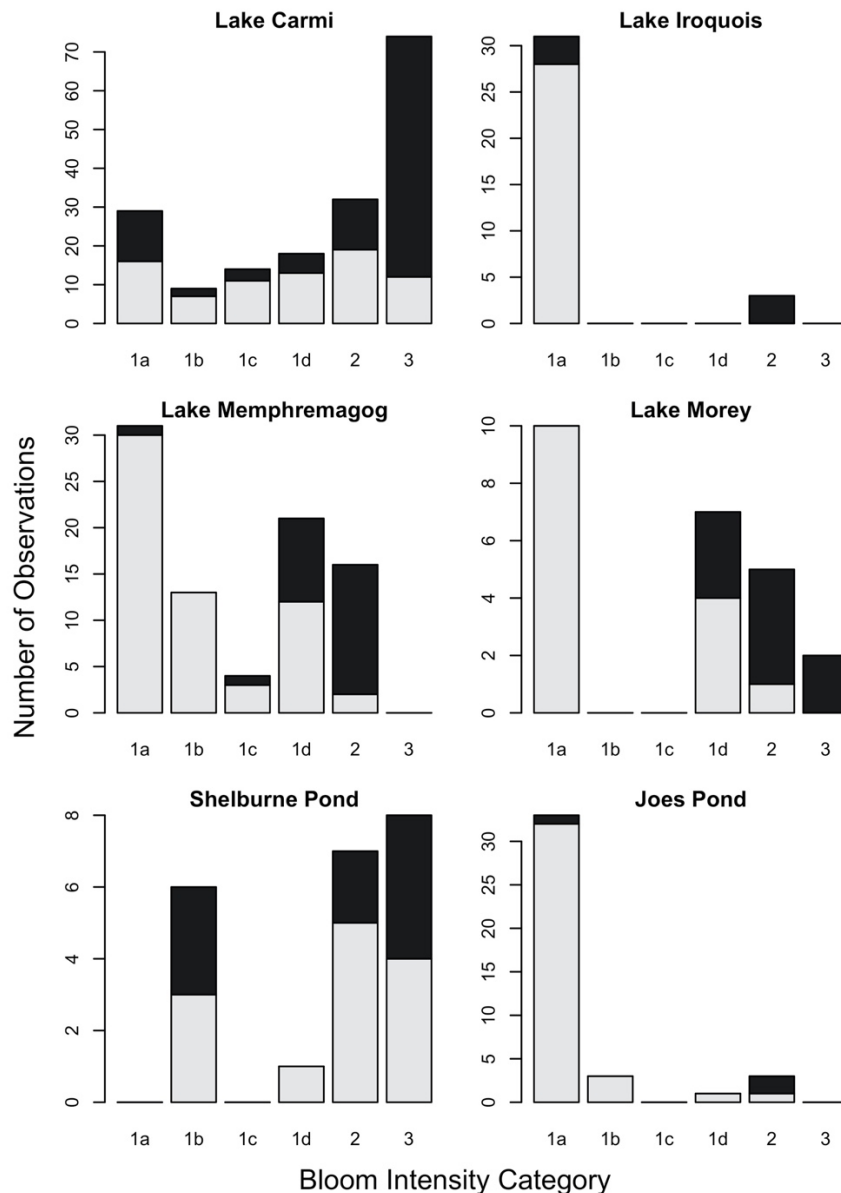 Lake Carmi
70
60
50
40
30
20
10
0
1a 1b 1c 1d 2 3
Lake Iroquois
30
25
20
15
10
5
0
1a 1b 1c 1d 2 3
Lake Memphremagog
30
25
20
15
10
5
0
1a 1b 1c 1d 2 3
Lake Morey
10
8
6
4
2
0
1a 1b 1c 1d 2 3
Shelburne Pond
8
6
4
2
0
1a 1b 1c 1d 2 3
Joes Pond
30
25
20
15
10
5
0
1a 1b 1c 1d 2 3
Number of Observations
Bloom Intensity Category